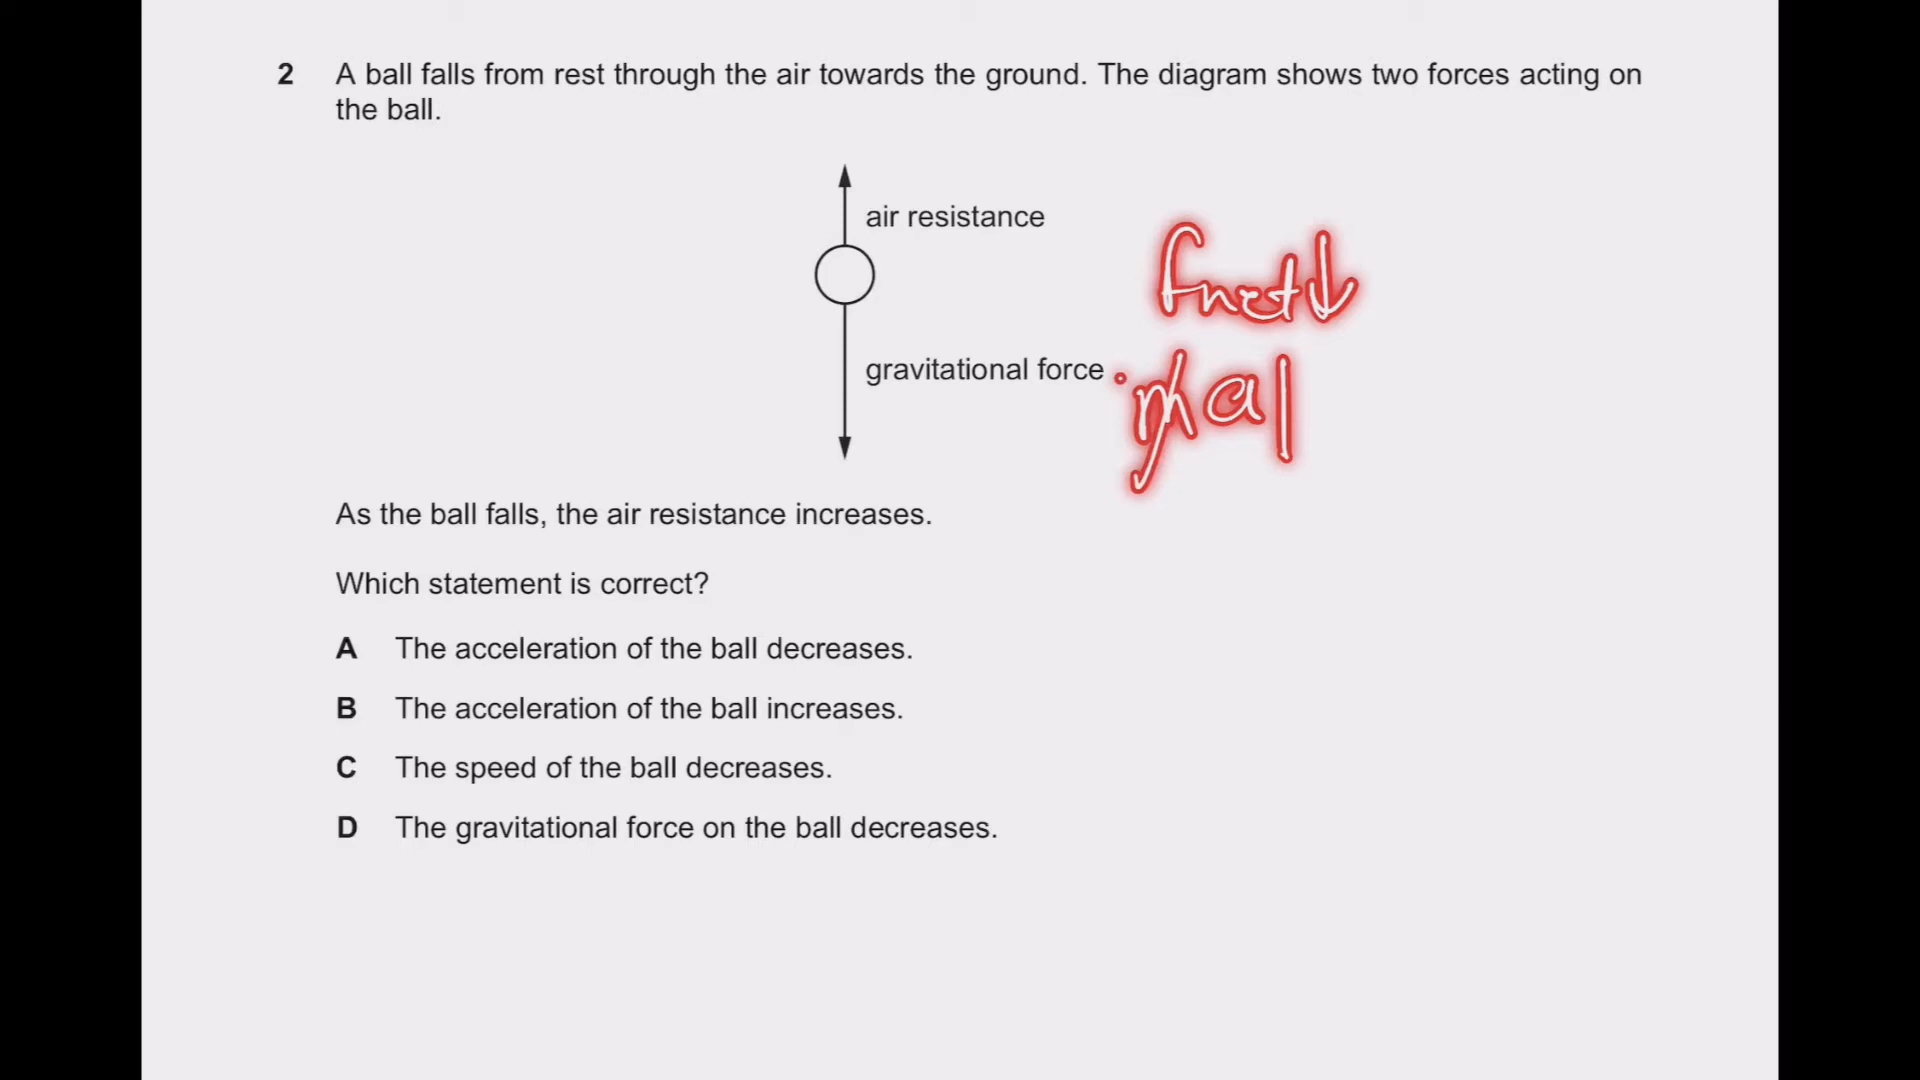 2 A ball falls from rest through the air towards the ground. The diagram shows two forces acting on
the ball.
air resistance
Fnet↓
gravitational force
ma
As the ball falls, the air resistance increases.
Which statement is correct?
A The acceleration of the ball decreases.
B The acceleration of the ball increases.
C The speed of the ball decreases.
D The gravitational force on the ball decreases.